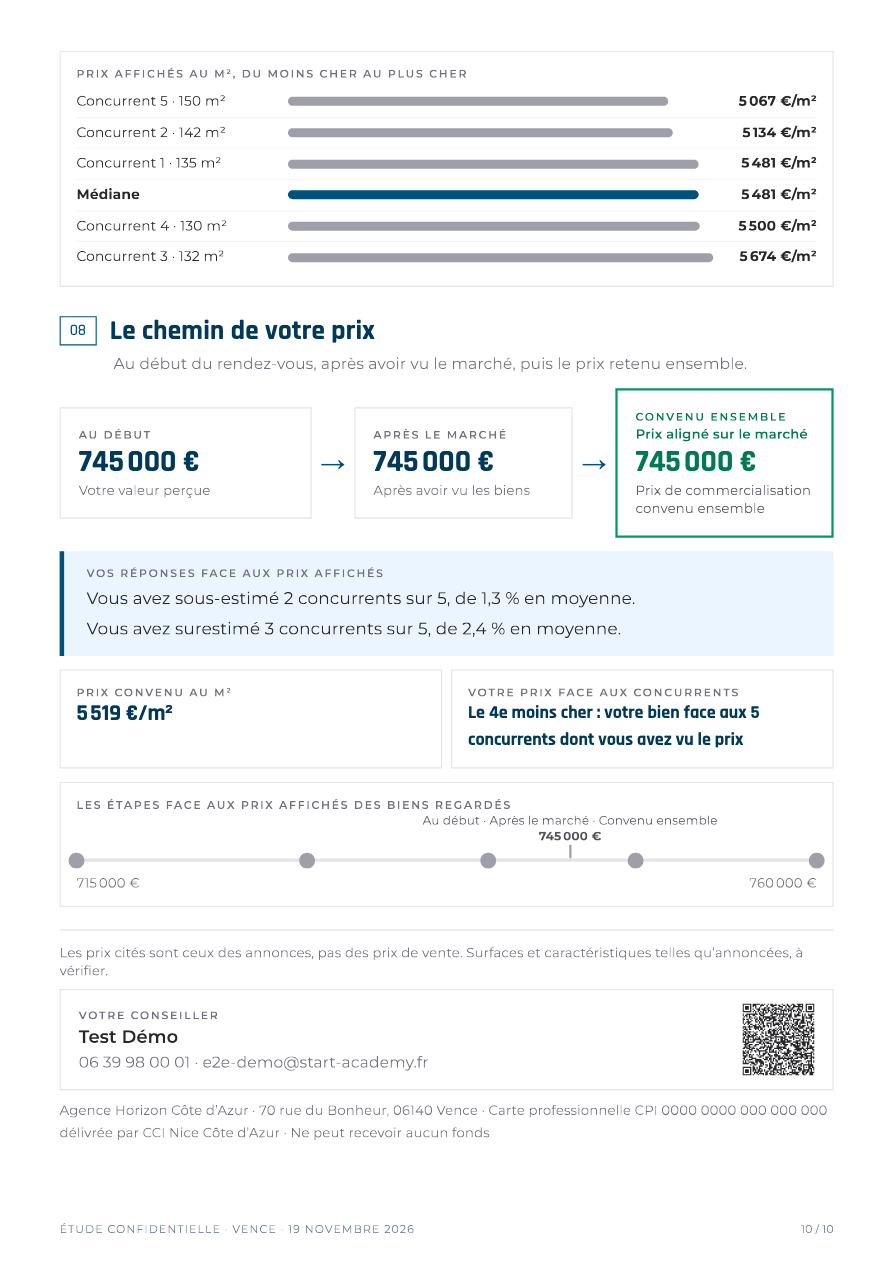 PRIX AFFICHÉS AU M², DU MOINS CHER AU PLUS CHER
Concurrent 5 · 150 m² 5 067 €/m²
Concurrent 2 · 142 m² 5 134 €/m²
Concurrent 1 · 135 m² 5 481 €/m²
Médiane 5 481 €/m²
Concurrent 4 · 130 m² 5 500 €/m²
Concurrent 3 · 132 m² 5 674 €/m²
08 Le chemin de votre prix
Au début du rendez-vous, après avoir vu le marché, puis le prix retenu ensemble.
AU DÉBUT
745 000 €
Votre valeur perçue
→
APRÈS LE MARCHÉ
745 000 €
Après avoir vu les biens
→
CONVENU ENSEMBLE
Prix aligné sur le marché
745 000 €
Prix de commercialisation
convenu ensemble
VOS RÉPONSES FACE AUX PRIX AFFICHÉS
Vous avez sous-estimé 2 concurrents sur 5, de 1,3 % en moyenne.
Vous avez surestimé 3 concurrents sur 5, de 2,4 % en moyenne.
PRIX CONVENU AU M²
5 519 €/m²
VOTRE PRIX FACE AUX CONCURRENTS
Le 4e moins cher : votre bien face aux 5
concurrents dont vous avez vu le prix
LES ÉTAPES FACE AUX PRIX AFFICHÉS DES BIENS REGARDÉS
Au début · Après le marché · Convenu ensemble
745 000 €
715 000 € 760 000 €
Les prix cités sont ceux des annonces, pas des prix de vente. Surfaces et caractéristiques telles qu’annoncées, à
vérifier.
VOTRE CONSEILLER
Test Démo
06 39 98 00 01 · e2e-demo@start-academy.fr
Agence Horizon Côte d’Azur · 70 rue du Bonheur, 06140 Vence · Carte professionnelle CPI 0000 0000 000 000 000
délivrée par CCI Nice Côte d’Azur · Ne peut recevoir aucun fonds
ÉTUDE CONFIDENTIELLE · VENCE · 19 NOVEMBRE 2026 10 / 10